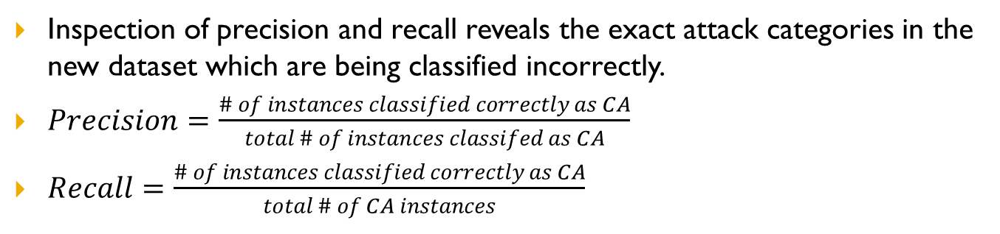 Inspection of precision and recall reveals the exact attack categories in the
new dataset which are being classified incorrectly.
Precision = # of instances classified correctly as CA / total # of instances classifed as CA
Recall = # of instances classified correctly as CA / total # of CA instances